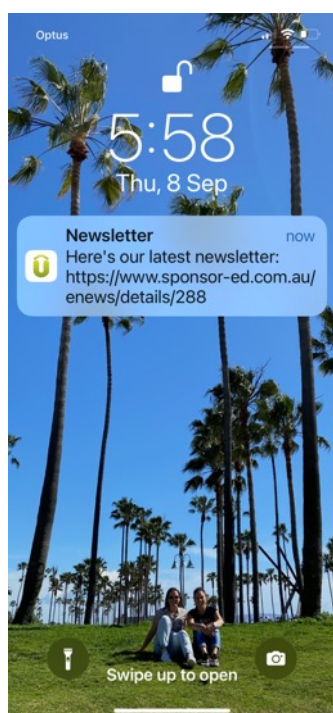 Optus
5:58
Thu, 8 Sep
Newsletter now
Here's our latest newsletter:
https://www.sponsor-ed.com.au/
enews/details/288
Swipe up to open